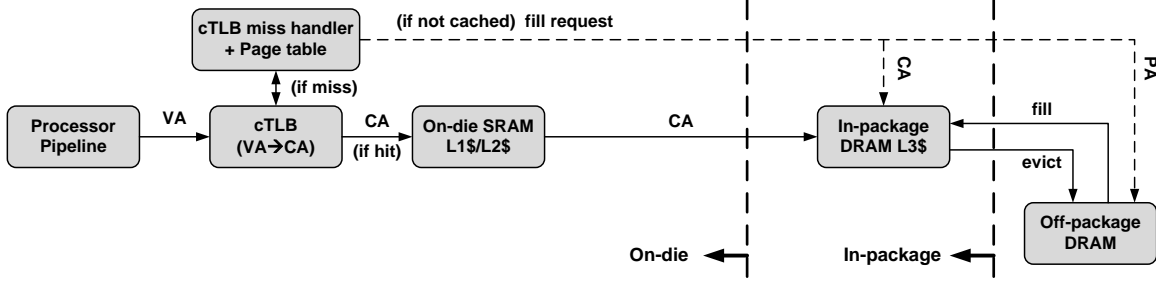 cTLB miss handler
+ Page table
(if not cached)  fill request
CA
PA
(if miss)
Processor
Pipeline
VA
cTLB
(VA→CA)
CA
(if hit)
On-die SRAM
L1$/L2$
CA
In-package
DRAM L3$
fill
evict
Off-package
DRAM
On-die
In-package